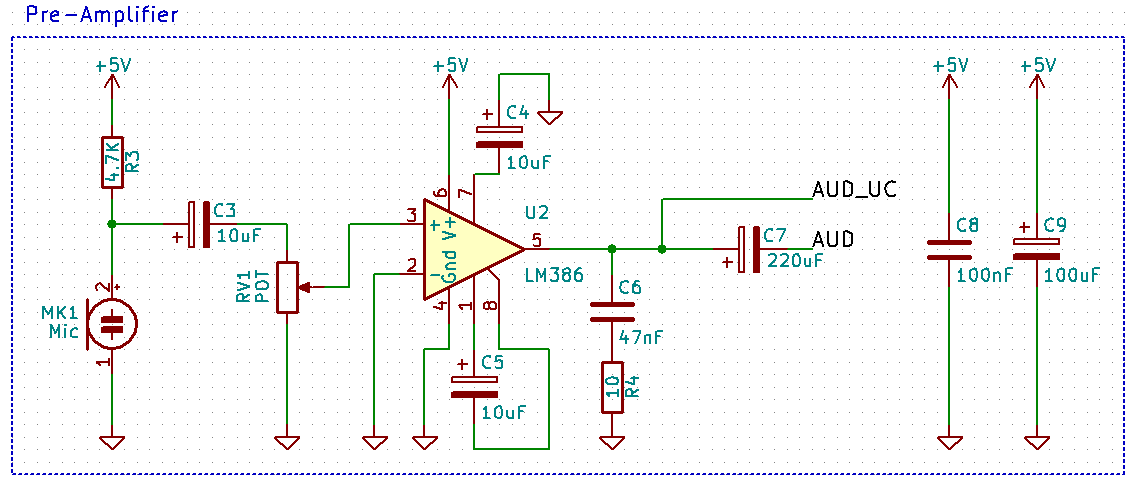 Pre-Amplifier
+5V
+5V
+5V
+5V
4.7K
R3
C3
+
10uF
RV1
POT
MK1
Mic
2
+
1
C4
+
10uF
6
7
3
2
+
-
V+
Gnd
U2
5
LM386
4
1
8
C5
+
10uF
C6
47nF
10
R4
AUD_UC
C7
+
220uF
AUD
C8
100nF
C9
+
100uF